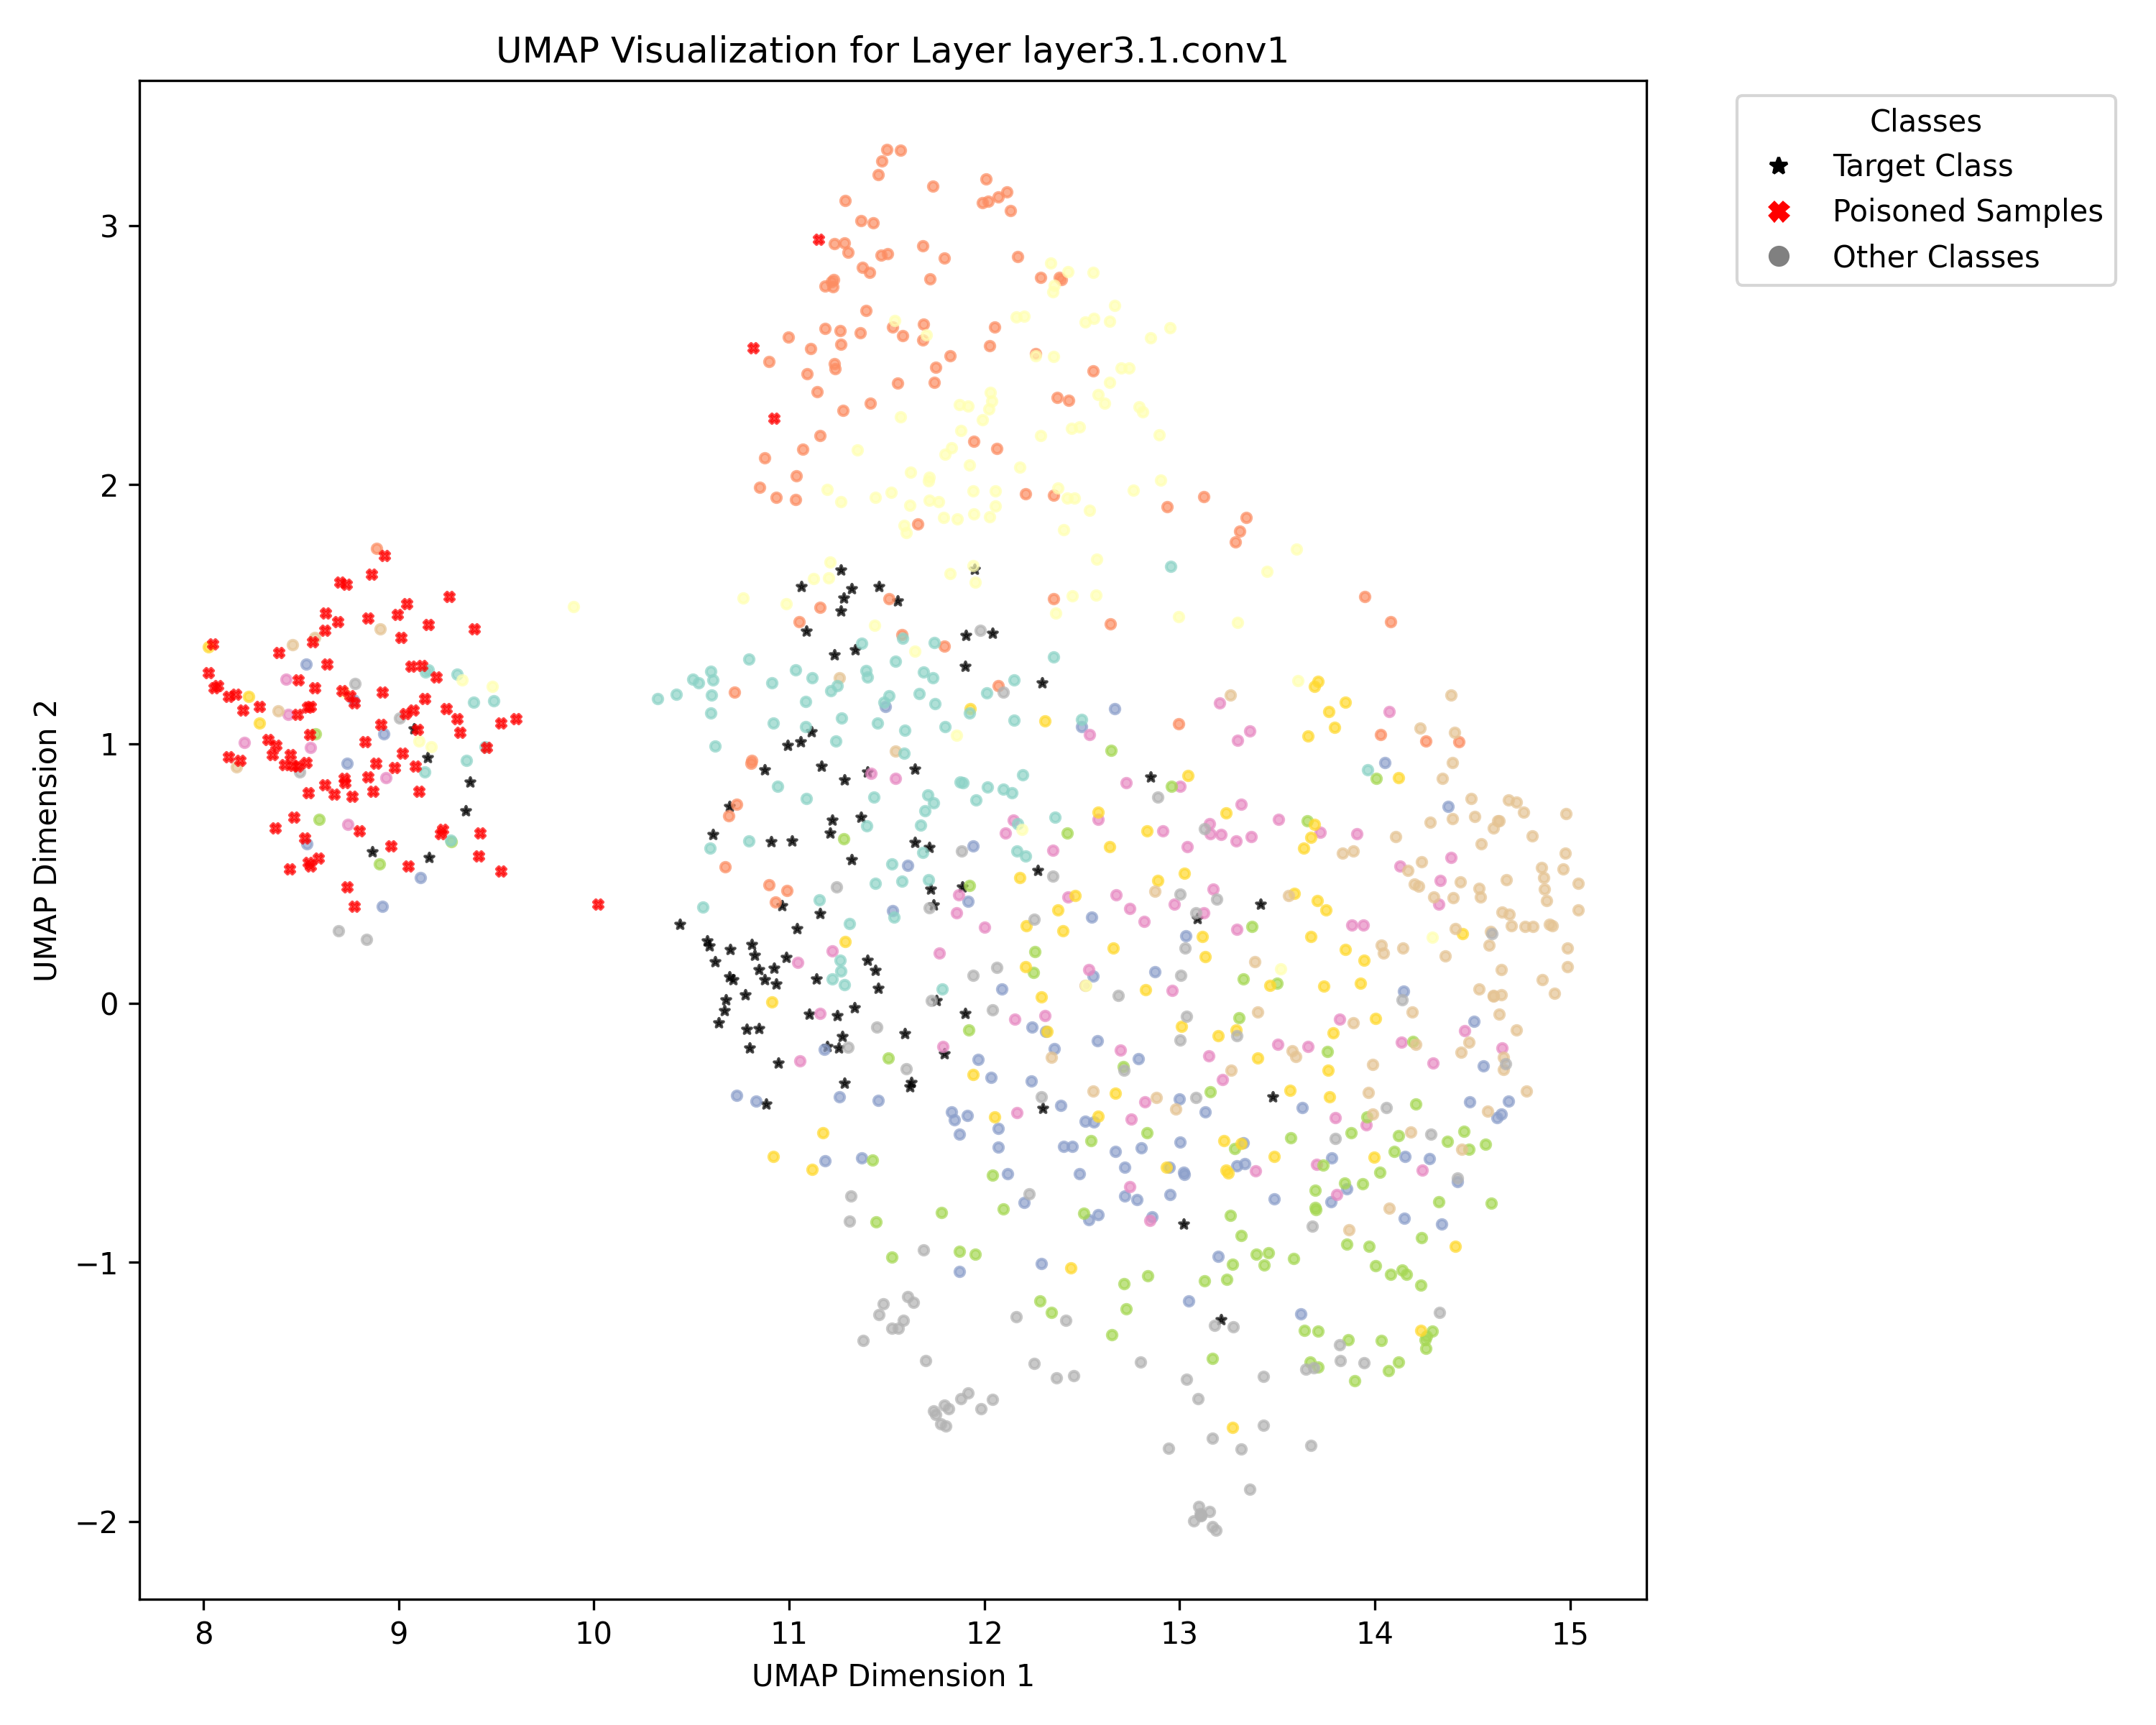 UMAP Visualization for Layer layer3.1.conv1
Classes
Target Class
Poisoned Samples
Other Classes
3
2
1
0
−1
−2
UMAP Dimension 2
8 9 10 11 12 13 14 15
UMAP Dimension 1